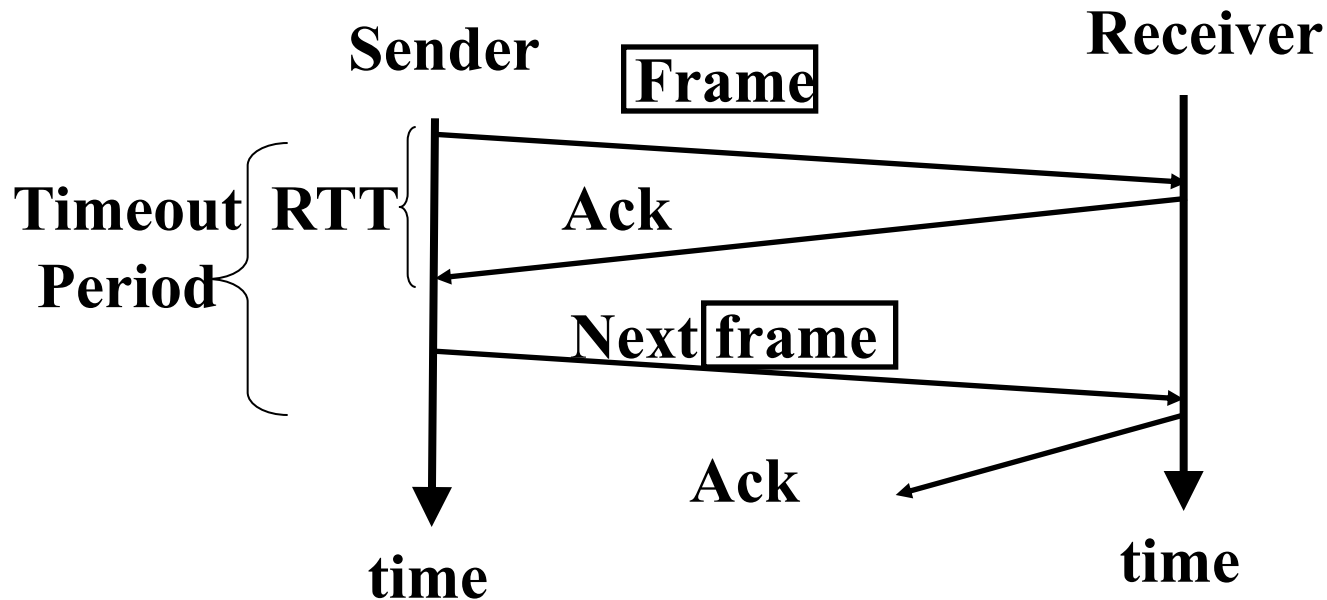 Sender
Receiver
Frame
Timeout
Period
RTT
Ack
Next frame
Ack
time
time